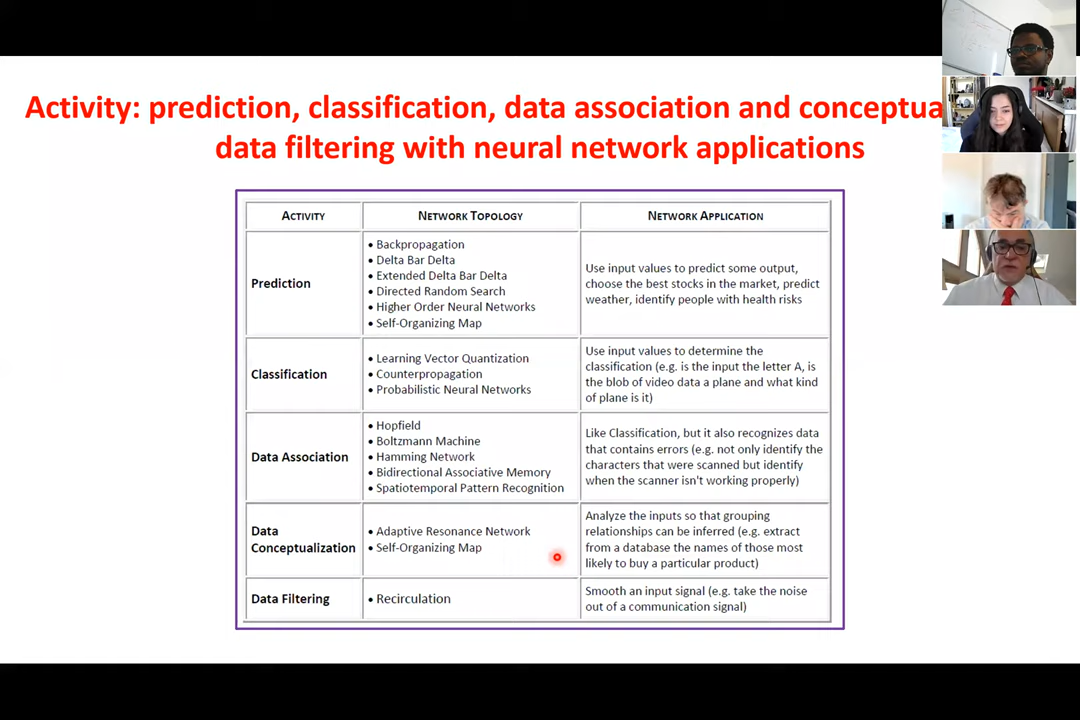 Activity: prediction, classification, data association and
data filtering with neural network applications
ACTIVITY
NETWORK TOPOLOGY
NETWORK APPLICATION
Prediction
• Backpropagation
• Delta Bar Delta
• Extended Delta Bar Delta
• Directed Random Search
• Higher Order Neural Networks
• Self-Organizing Map
Use input values to predict some output,
choose the best stocks in the market, predict
weather, identify people with health risks
Classification
• Learning Vector Quantization
• Counterpropagation
• Probabilistic Neural Networks
Use input values to determine the
classification (e.g. is the input the letter A, is
the blob of video data a plane and what kind
of plane is it)
Data Association
• Hopfield
• Boltzmann Machine
• Hamming Network
• Bidirectional Associative Memory
• Spatiotemporal Pattern Recognition
Like Classification, but it also recognizes data
that contains errors (e.g. not only identify the
characters that were scanned but identify
when the scanner isn't working properly)
Data
Conceptualization
• Adaptive Resonance Network
• Self-Organizing Map
Analyze the inputs so that grouping
relationships can be inferred (e.g. extract
from a database the names of those most
likely to buy a particular product)
Data Filtering
• Recirculation
Smooth an input signal (e.g. take the noise
out of a communication signal)